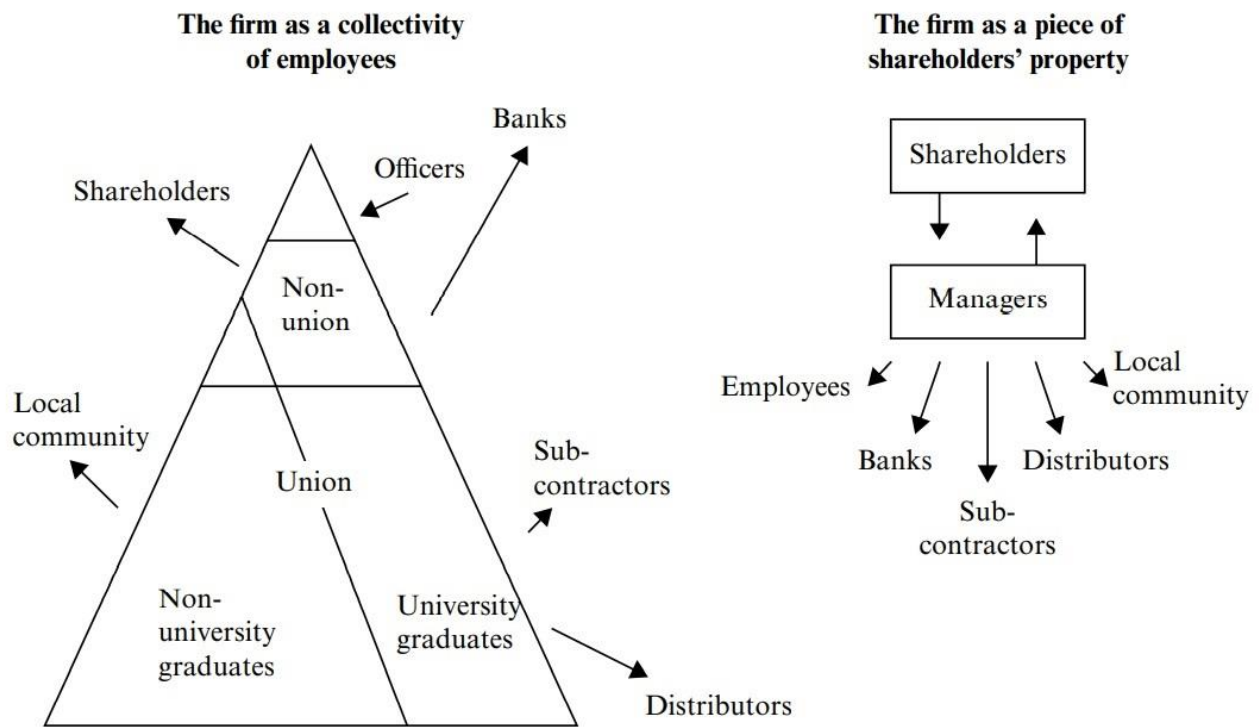 The firm as a collectivity
of employees
Banks
Officers
Shareholders
Non-
union
Local
community
Union
Sub-
contractors
Non-
university
graduates
University
graduates
Distributors
The firm as a piece of
shareholders’ property
Shareholders
Managers
Employees
Local
community
Banks
Distributors
Sub-
contractors